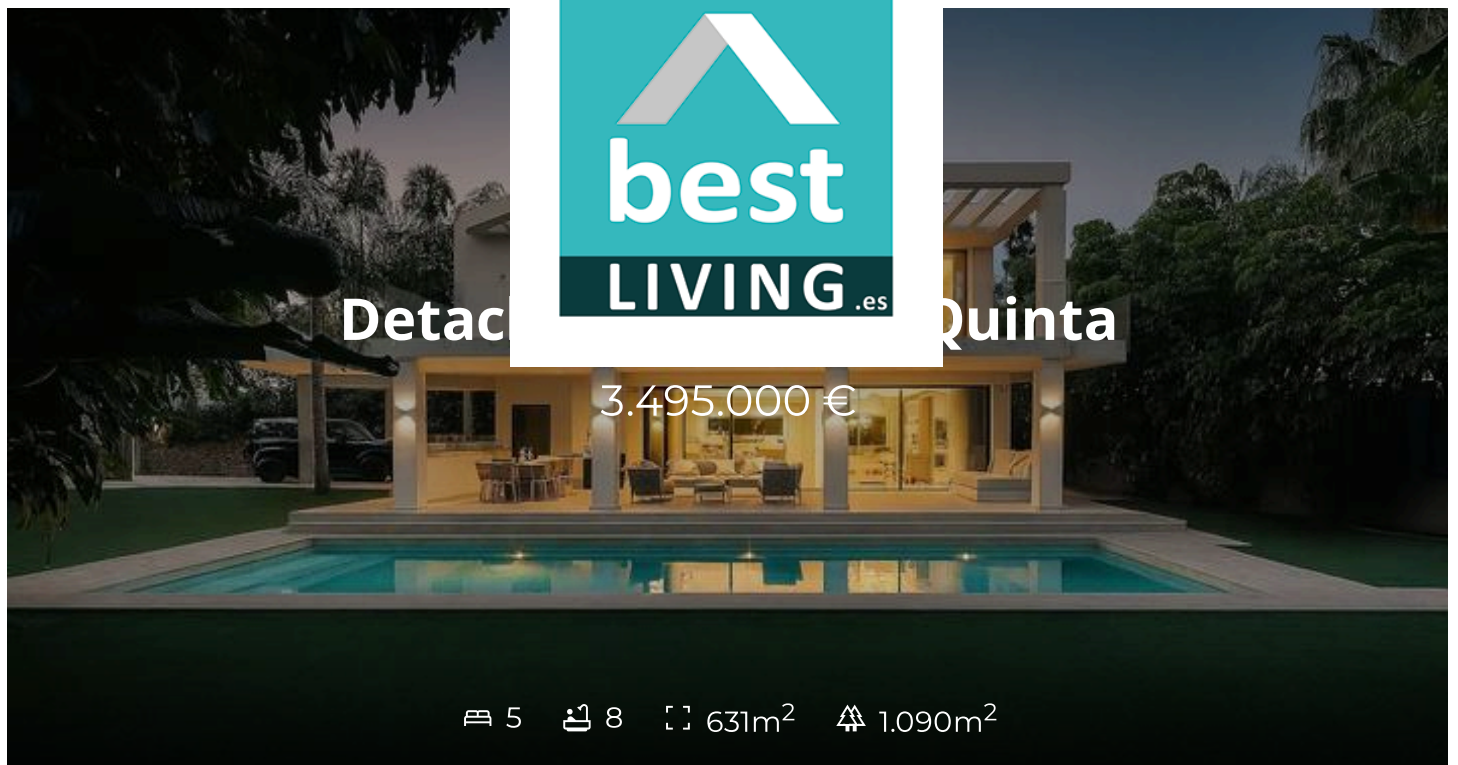 best
LIVING.es
Detac Quinta
3.495.000 €
5 8 631m² 1.090m²